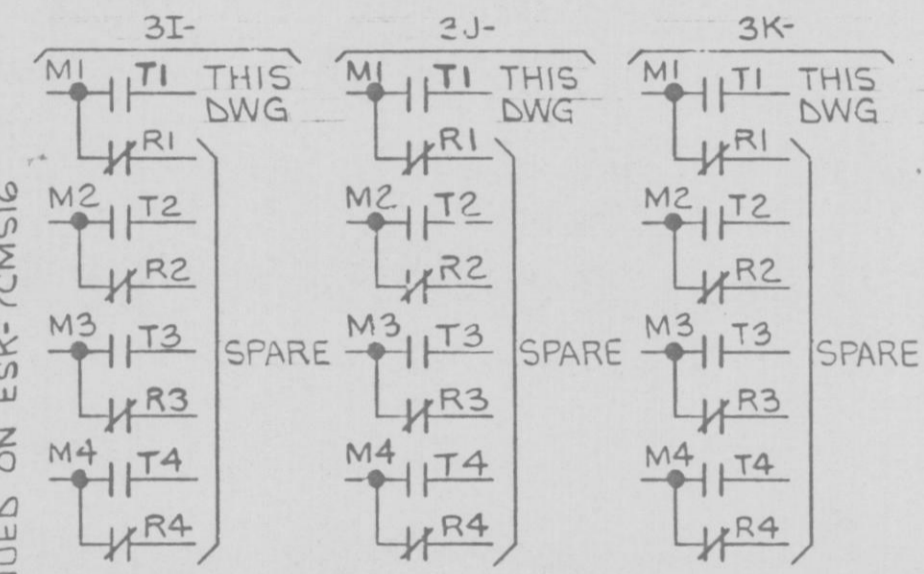 3I-
M1 T1 THIS
DWG
R1
M2 T2
R2
M3 T3
SPARE
R3
M4 T4
R4
3J-
M1 T1 THIS
DWG
R1
M2 T2
R2
M3 T3
SPARE
R3
M4 T4
R4
3K-
M1 T1 THIS
DWG
R1
M2 T2
R2
M3 T3
SPARE
R3
M4 T4
R4
ON ESK-7CMS16